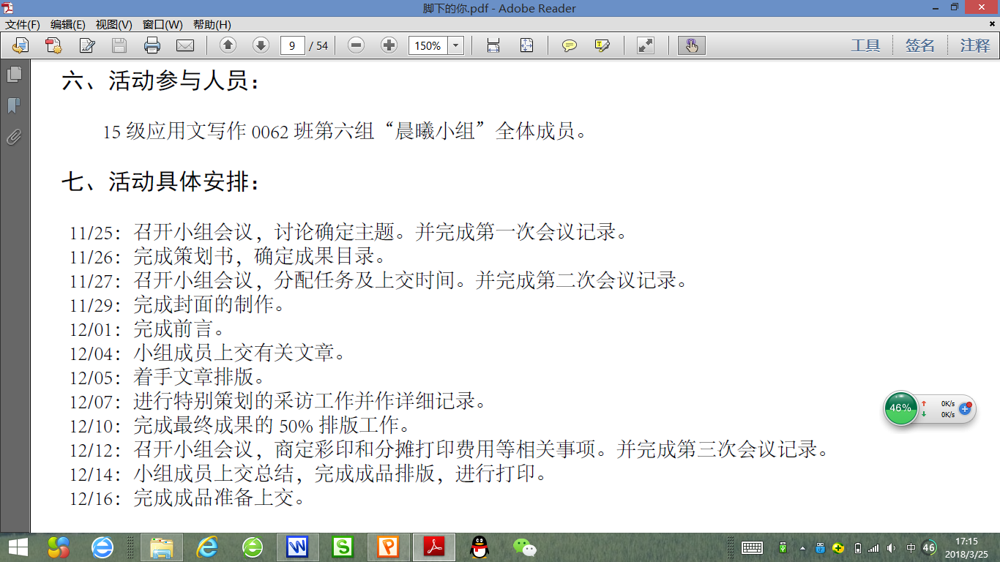 脚下的你.pdf - Adobe Reader
文件(F) 编辑(E) 视图(V) 窗口(W) 帮助(H)
9 / 54 150% 工具 签名 注释
六、活动参与人员：
15 级应用文写作 0062 班第六组“晨曦小组”全体成员。
七、活动具体安排：
11/25：召开小组会议，讨论确定主题。并完成第一次会议记录。
11/26：完成策划书，确定成果目录。
11/27：召开小组会议，分配任务及上交时间。并完成第二次会议记录。
11/29：完成封面的制作。
12/01：完成前言。
12/04：小组成员上交有关文章。
12/05：着手文章排版。
12/07：进行特别策划的采访工作并作详细记录。
12/10：完成最终成果的 50% 排版工作。
12/12：召开小组会议，商定彩印和分摊打印费用等相关事项。并完成第三次会议记录。
12/14：小组成员上交总结，完成成品排版，进行打印。
12/16：完成成品准备上交。
46%
0K/s
0K/s
中 46
17:15
2018/3/25